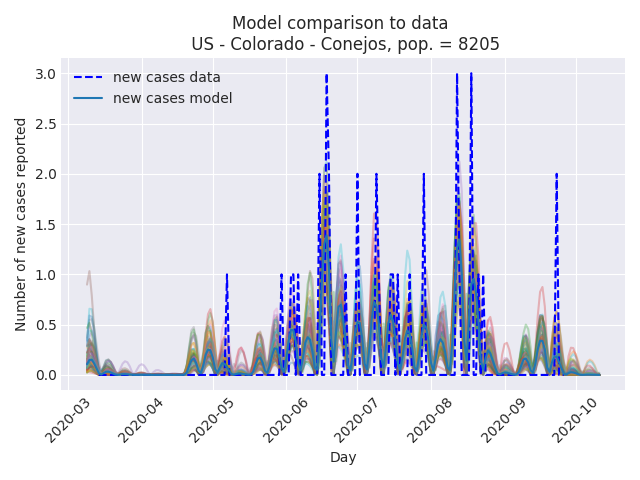 Model comparison to data
US - Colorado - Conejos, pop. = 8205
new cases data
new cases model
Number of new cases reported
3.0
2.5
2.0
1.5
1.0
0.5
0.0
2020-03
2020-04
2020-05
2020-06
2020-07
2020-08
2020-09
2020-10
Day